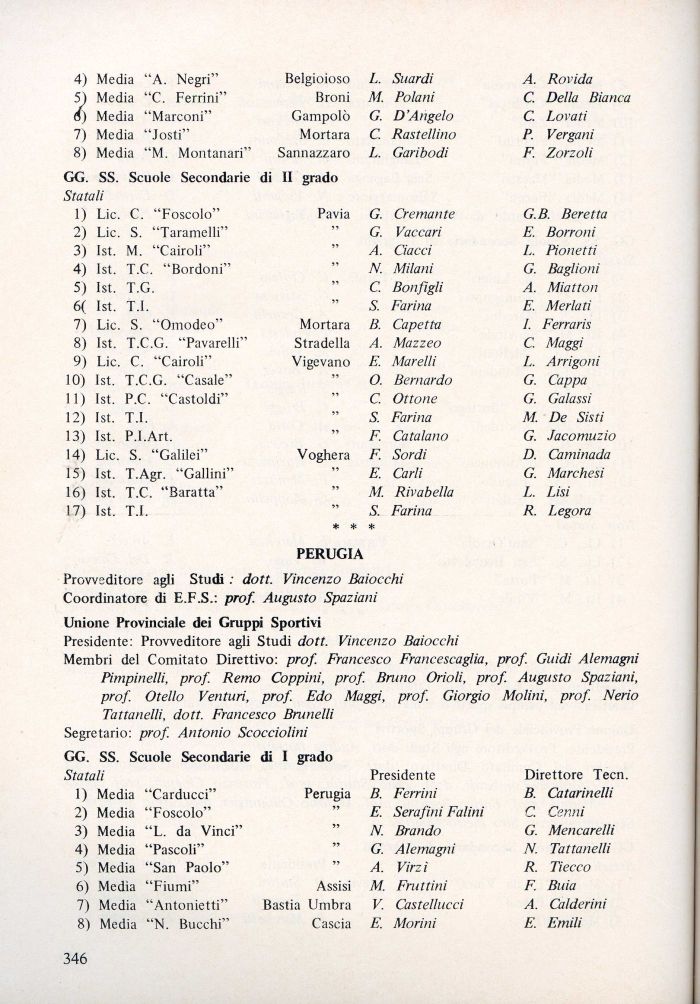 4) Media “A. Negri” Belgioioso L. Suardi A. Rovida
5) Media “C. Ferrini” Broni M. Polani C. Della Bianca
6) Media “Marconi” Gampolò G. D’Angelo C. Lovati
7) Media “Josti” Mortara C. Rastellino P. Vergani
8) Media “M. Montanari” Sannazzaro L. Garibodi F. Zorzoli
GG. SS. Scuole Secondarie di II grado
Statali
1) Lic. C. “Foscolo” Pavia G. Cremante G.B. Beretta
2) Lic. S. “Taramelli” ” G. Vaccari E. Borroni
3) Ist. M. “Cairoli” ” A. Ciacci L. Pionetti
4) Ist. T.C. “Bordoni” ” N. Milani G. Baglioni
5) Ist. T.G. ” C. Bonfigli A. Miatton
6( Ist. T.I. ” S. Farina E. Merlati
7) Lic. S. “Omodeo” Mortara B. Capetta I. Ferraris
8) Ist. T.C.G. “Pavarelli” Stradella A. Mazzeo C. Maggi
9) Lic. C. “Cairoli” Vigevano E. Marelli L. Arrigoni
10) Ist. T.C.G. “Casale” ” O. Bernardo G. Cappa
11) Ist. P.C. “Castoldi” ” C. Ottone G. Galassi
12) Ist. T.I. ” S. Farina M. De Sisti
13) Ist. P.I.Art. ” F. Catalano G. Jacomuzio
14) Lic. S. “Galilei” Voghera F. Sordi D. Caminada
15) Ist. T.Agr. “Gallini” ” E. Carli G. Marchesi
16) Ist. T.C. “Baratta” ” M. Rivabella L. Lisi
17) Ist. T.I. ” S. Farina R. Legora
* * *
PERUGIA
Provveditore agli Studi : dott. Vincenzo Baiocchi
Coordinatore di E.F.S.: prof. Augusto Spaziani
Unione Provinciale dei Gruppi Sportivi
Presidente: Provveditore agli Studi dott. Vincenzo Baiocchi
Membri del Comitato Direttivo: prof. Francesco Francescaglia, prof. Guidi Alemagni
Pimpinelli, prof. Remo Coppini, prof. Bruno Orioli, prof. Augusto Spaziani,
prof. Otello Venturi, prof. Edo Maggi, prof. Giorgio Molini, prof. Nerio
Tattanelli, dott. Francesco Brunelli
Segretario: prof. Antonio Scocciolini
GG. SS. Scuole Secondarie di I grado
Statali Presidente Direttore Tecn.
1) Media “Carducci” Perugia B. Ferrini B. Catarinelli
2) Media “Foscolo” ” E. Serafini Falini C. Cenni
3) Media “L. da Vinci” ” N. Brando G. Mencarelli
4) Media “Pascoli” ” G. Alemagni N. Tattanelli
5) Media “San Paolo” ” A. Virzi R. Tiecco
6) Media “Fiumi” Assisi M. Fruttini F. Buia
7) Media “Antonietti” Bastia Umbra V. Castellucci A. Calderini
8) Media “N. Bucchi” Cascia E. Morini E. Emili
346